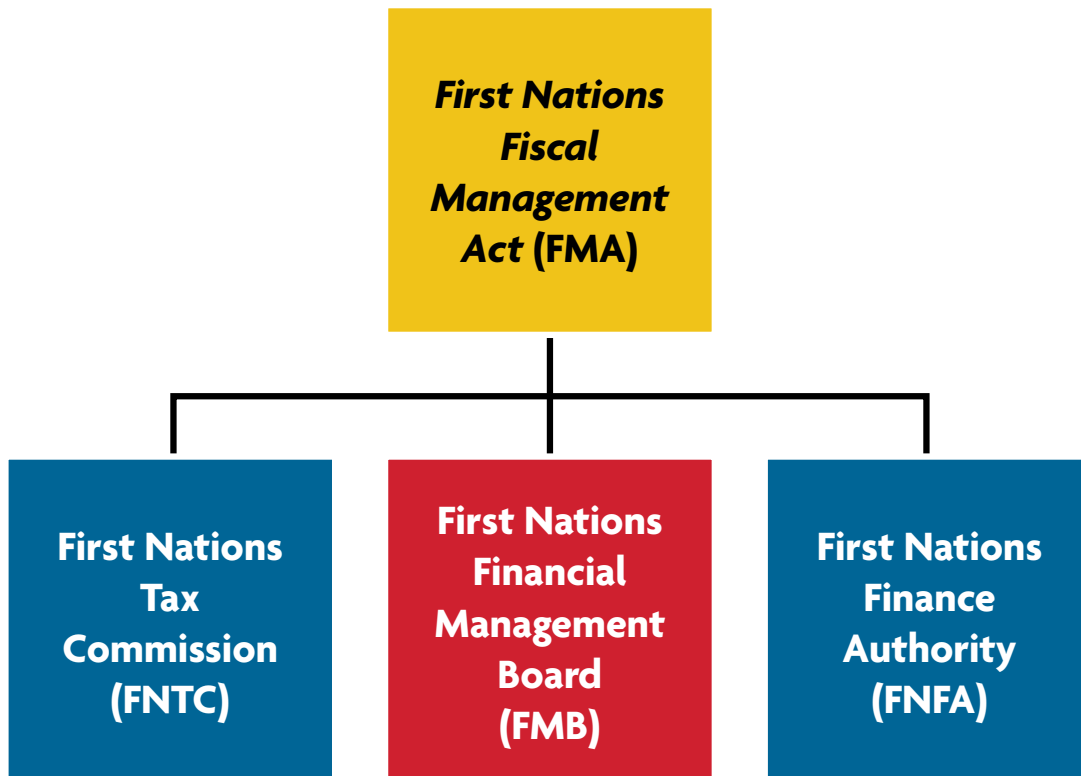 First Nations
Fiscal
Management
Act (FMA)
First Nations
Tax
Commission
(FNTC)
First Nations
Financial
Management
Board
(FMB)
First Nations
Finance
Authority
(FNFA)